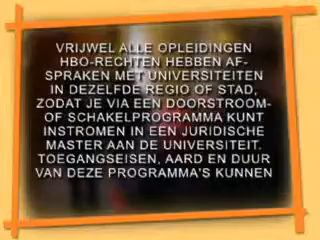 VRIJWEL ALLE OPLEIDINGEN
HBO-RECHTEN HEBBEN AF-
SPRAKEN MET UNIVERSITEITEN
IN DEZELFDE REGIO OF STAD,
ZODAT JE VIA EEN DOORSTROOM-
OF SCHAKELPROGRAMMA KUNT
INSTROMEN IN EEN JURIDISCHE
MASTER AAN DE UNIVERSITEIT.
TOEGANGSEISEN, AARD EN DUUR
VAN DEZE PROGRAMMA'S KUNNEN